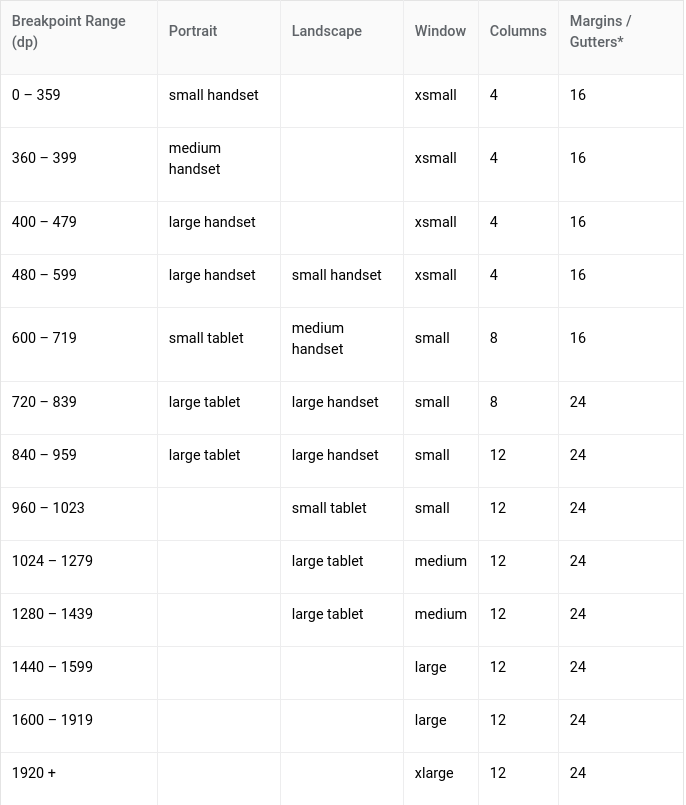 Breakpoint Range (dp) Portrait Landscape Window Columns Margins / Gutters*
0 – 359 small handset xsmall 4 16
360 – 399 medium handset xsmall 4 16
400 – 479 large handset xsmall 4 16
480 – 599 large handset small handset xsmall 4 16
600 – 719 small tablet medium handset small 8 16
720 – 839 large tablet large handset small 8 24
840 – 959 large tablet large handset small 12 24
960 – 1023 small tablet small 12 24
1024 – 1279 large tablet medium 12 24
1280 – 1439 large tablet medium 12 24
1440 – 1599 large 12 24
1600 – 1919 large 12 24
1920 + xlarge 12 24